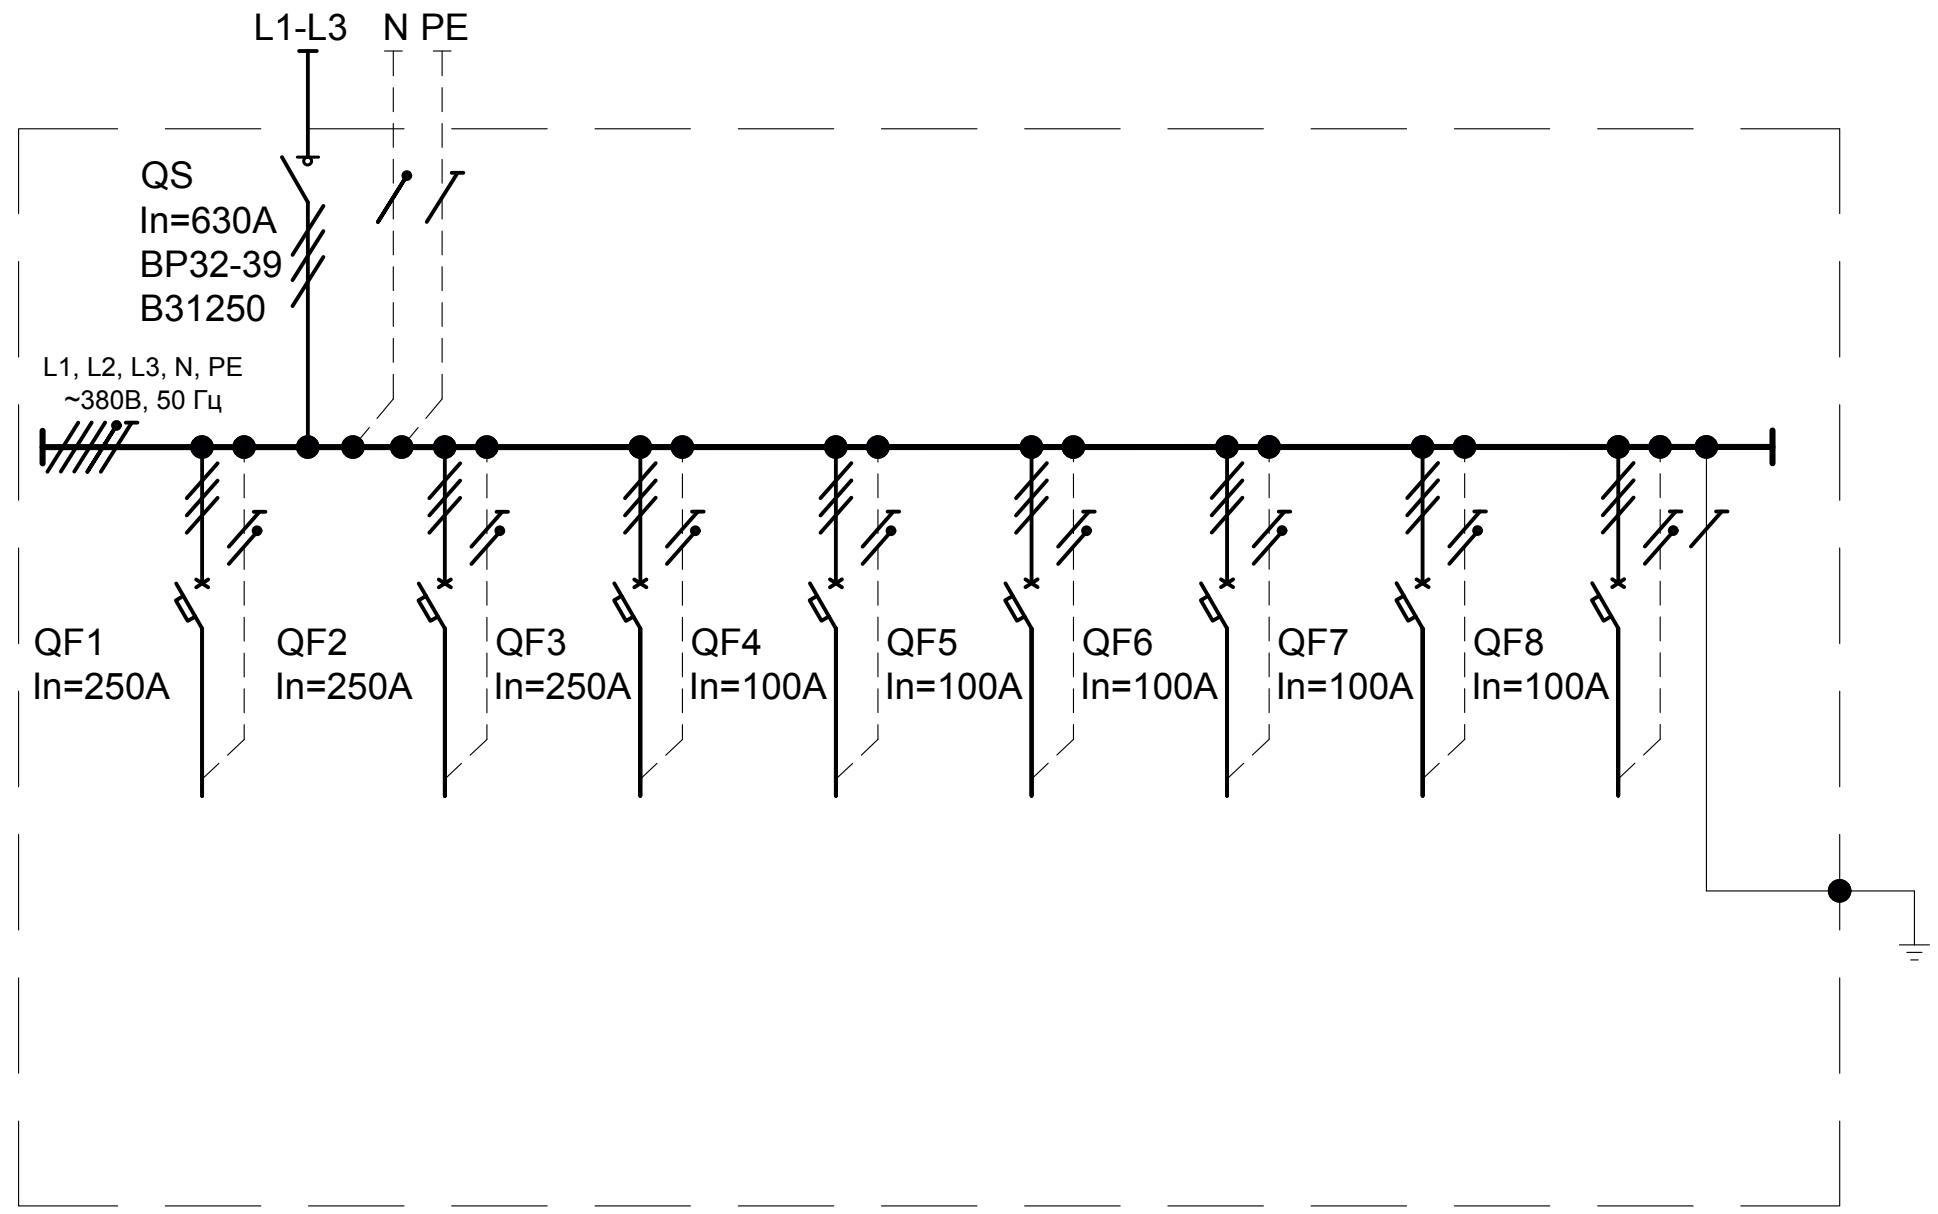 L1-L3 N PE
QS
In=630A
ВР32-39
В31250
L1, L2, L3, N, PE
~380В, 50 Гц
QF1
In=250A
QF2
In=250A
QF3
In=250A
QF4
In=100A
QF5
In=100A
QF6
In=100A
QF7
In=100A
QF8
In=100A